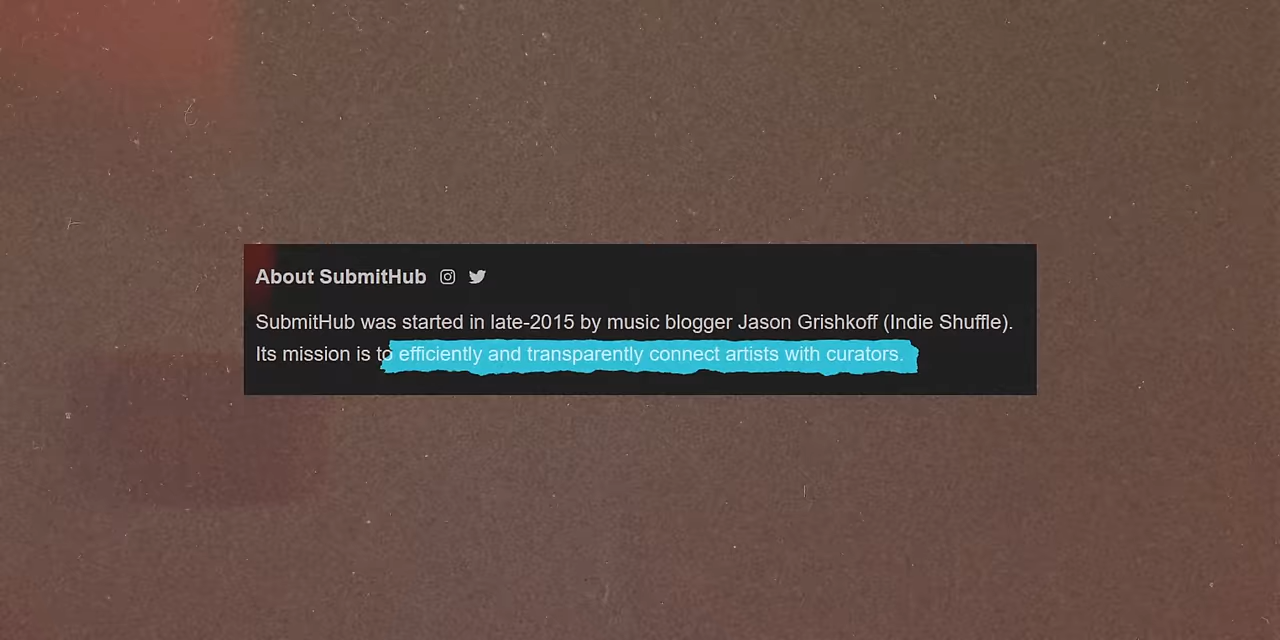 About SubmitHub
SubmitHub was started in late-2015 by music blogger Jason Grishkoff (Indie Shuffle).
Its mission is to efficiently and transparently connect artists with curators.